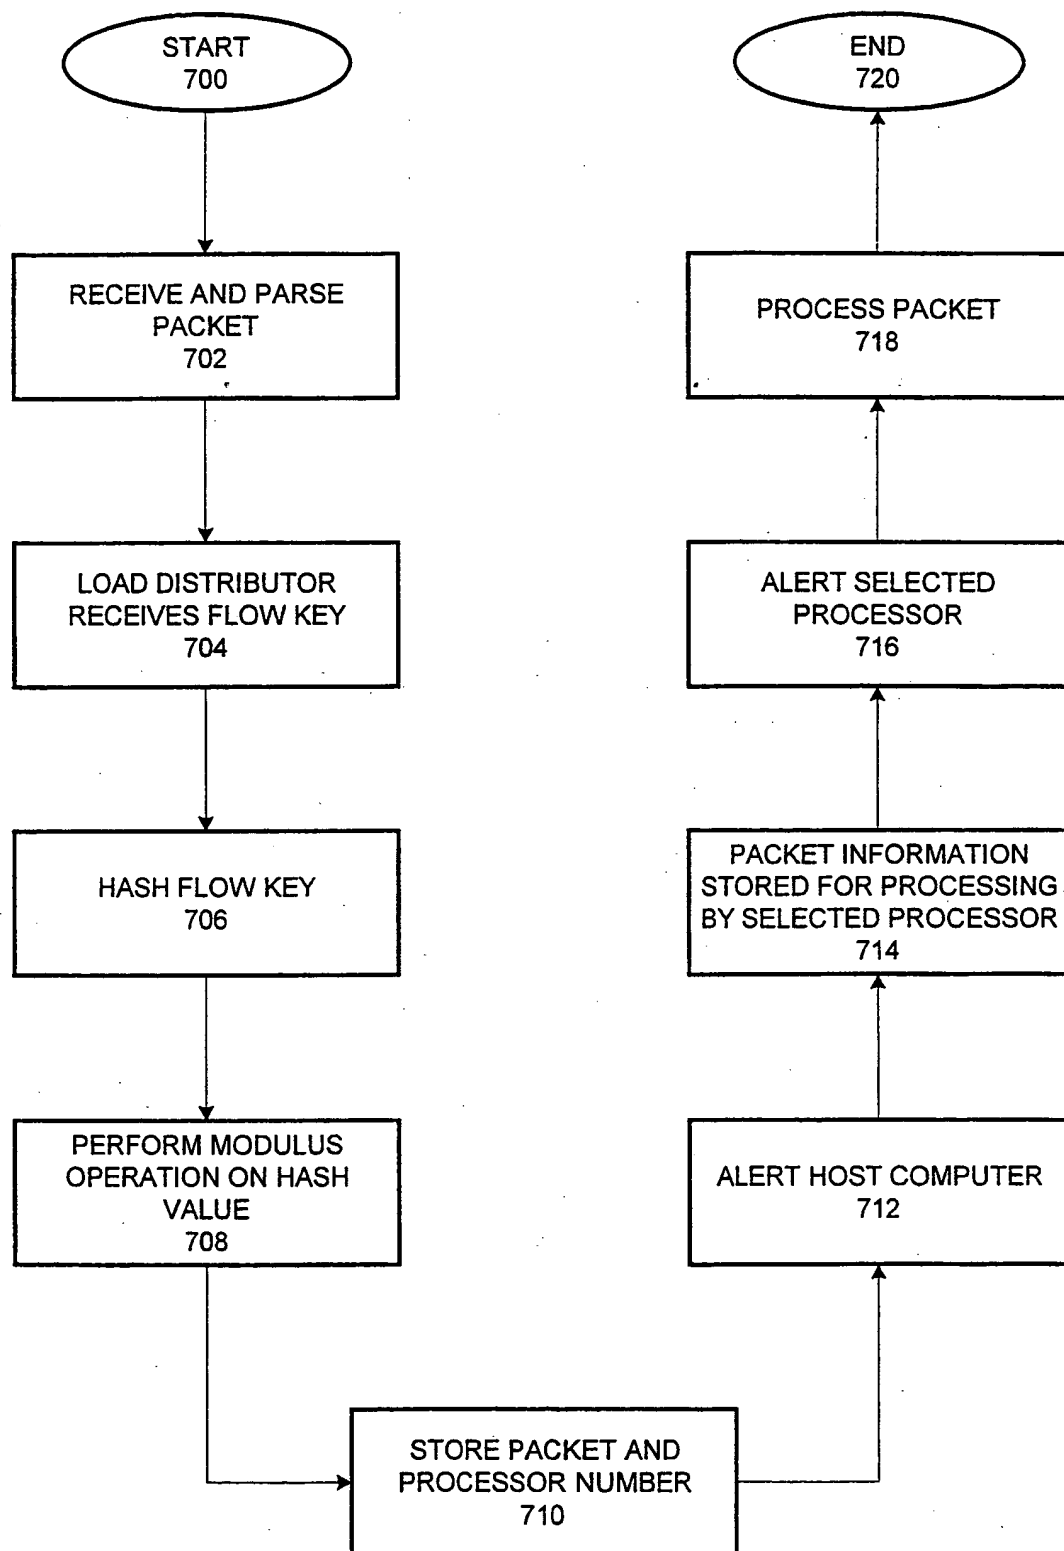 START
700
RECEIVE AND PARSE
PACKET
702
LOAD DISTRIBUTOR
RECEIVES FLOW KEY
704
HASH FLOW KEY
706
PERFORM MODULUS
OPERATION ON HASH
VALUE
708
STORE PACKET AND
PROCESSOR NUMBER
710
ALERT HOST COMPUTER
712
PACKET INFORMATION
STORED FOR PROCESSING
BY SELECTED PROCESSOR
714
ALERT SELECTED
PROCESSOR
716
PROCESS PACKET
718
END
720